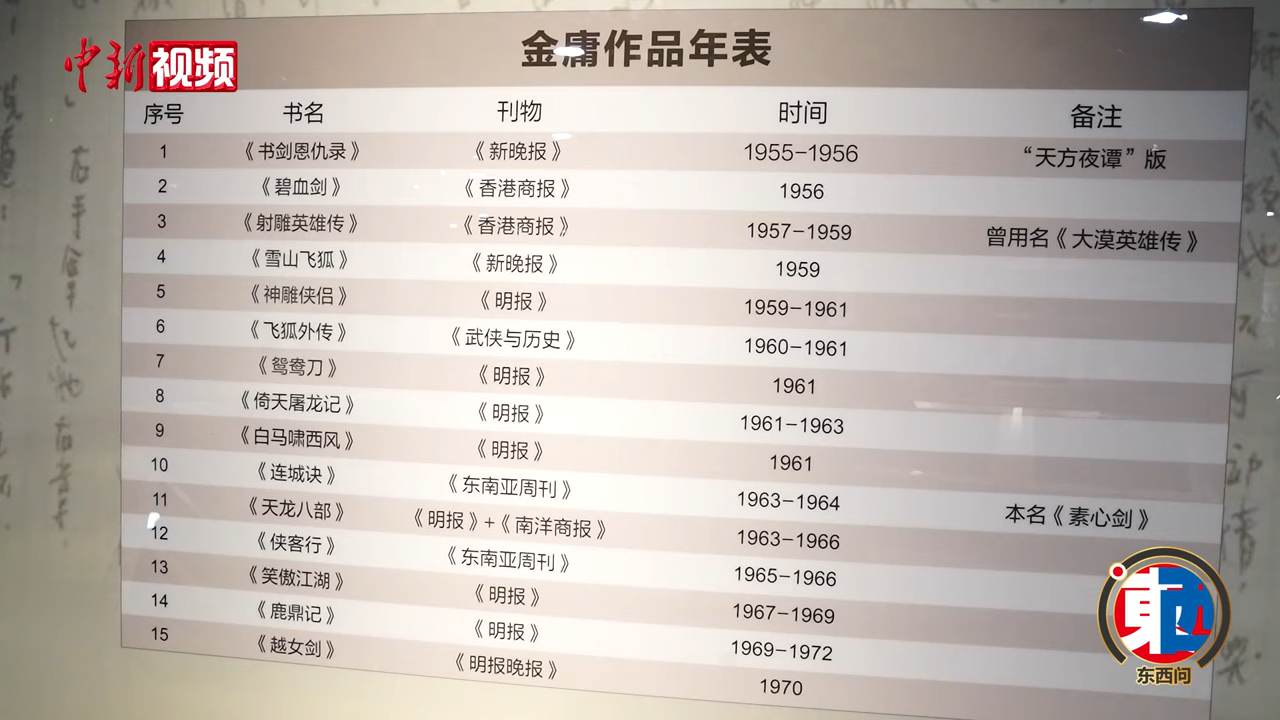 中新视频
金庸作品年表
序号 书名 刊物 时间 备注
1 《书剑恩仇录》 《新晚报》 1955-1956 “天方夜谭”版
2 《碧血剑》 《香港商报》 1956
3 《射雕英雄传》 《香港商报》 1957-1959 曾用名《大漠英雄传》
4 《雪山飞狐》 《新晚报》 1959
5 《神雕侠侣》 《明报》 1959-1961
6 《飞狐外传》 《武侠与历史》 1960-1961
7 《鸳鸯刀》 《明报》 1961
8 《倚天屠龙记》 《明报》 1961-1963
9 《白马啸西风》 《明报》 1961
10 《连城诀》 《东南亚周刊》 1963-1964 本名《素心剑》
11 《天龙八部》 《明报》+《南洋商报》 1963-1966
12 《侠客行》 《东南亚周刊》 1965-1966
13 《笑傲江湖》 《明报》 1967-1969
14 《鹿鼎记》 《明报》 1969-1972
15 《越女剑》 《明报晚报》 1970
东西问